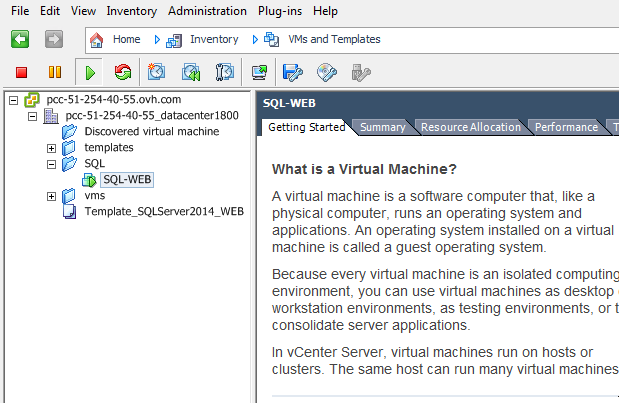 File Edit View Inventory Administration Plug-ins Help
Home Inventory VMs and Templates
pcc-51-254-40-55.ovh.com
pcc-51-254-40-55_datacenter1800
Discovered virtual machine
templates
SQL
SQL-WEB
vms
Template_SQLServer2014_WEB
SQL-WEB
Getting Started Summary Resource Allocation Performance T
What is a Virtual Machine?
A virtual machine is a software computer that, like a
physical computer, runs an operating system and
applications. An operating system installed on a virtual
machine is called a guest operating system.
Because every virtual machine is an isolated computing
environment, you can use virtual machines as desktop
workstation environments, as testing environments, or t
consolidate server applications.
In vCenter Server, virtual machines run on hosts or
clusters. The same host can run many virtual machines